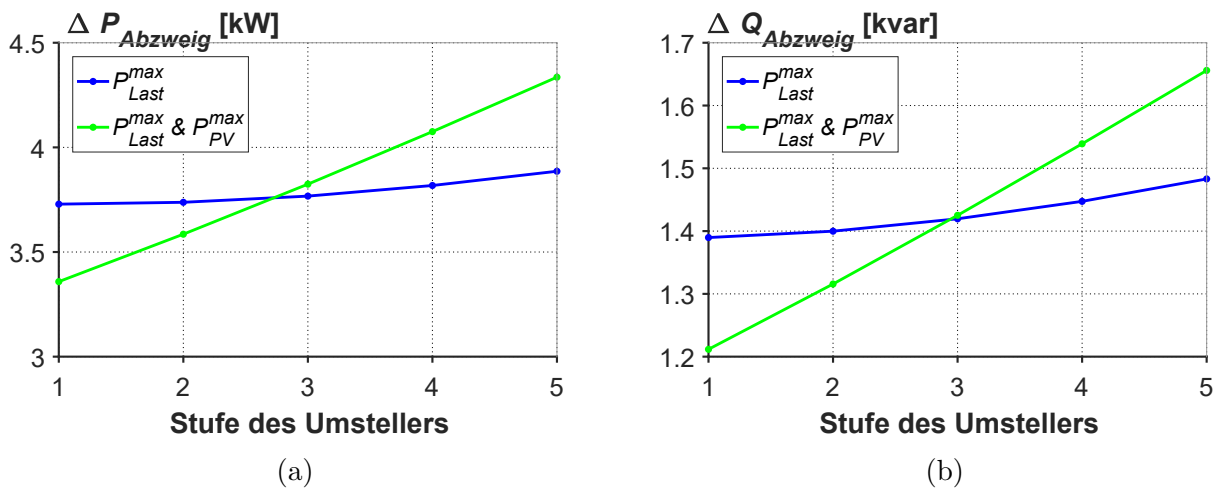 Δ P_Abzweig [kW]
4.5
4
3.5
3
P_Last^max
P_Last^max & P_PV^max
1 2 3 4 5
Stufe des Umstellers
(a)
Δ Q_Abzweig [kvar]
1.7
1.6
1.5
1.4
1.3
1.2
P_Last^max
P_Last^max & P_PV^max
1 2 3 4 5
Stufe des Umstellers
(b)